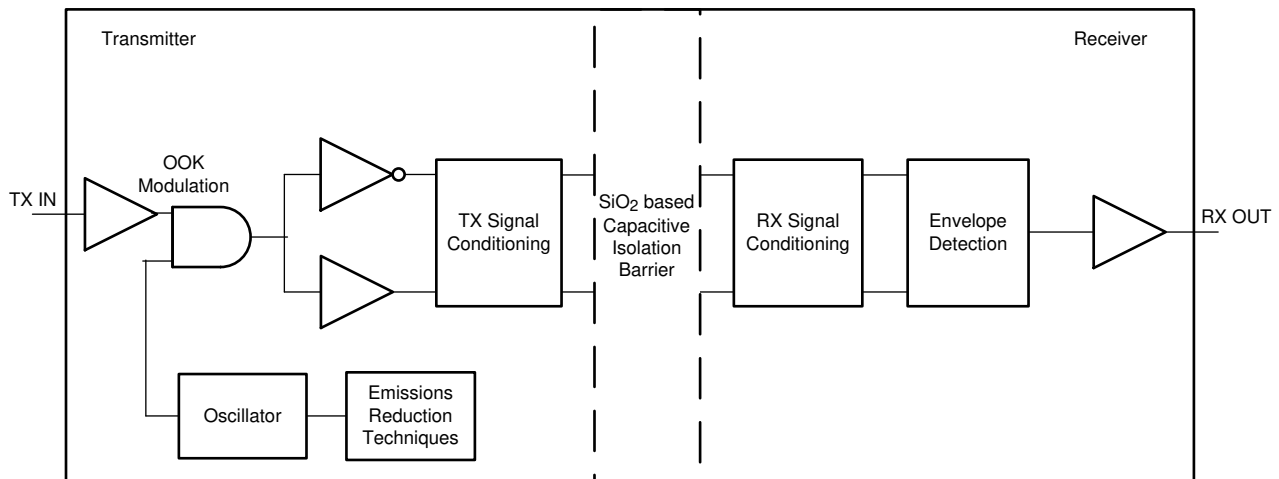 Transmitter
Receiver
OOK
Modulation
TX IN
TX Signal
Conditioning
SiO2 based
Capacitive
Isolation
Barrier
RX Signal
Conditioning
Envelope
Detection
RX OUT
Oscillator
Emissions
Reduction
Techniques